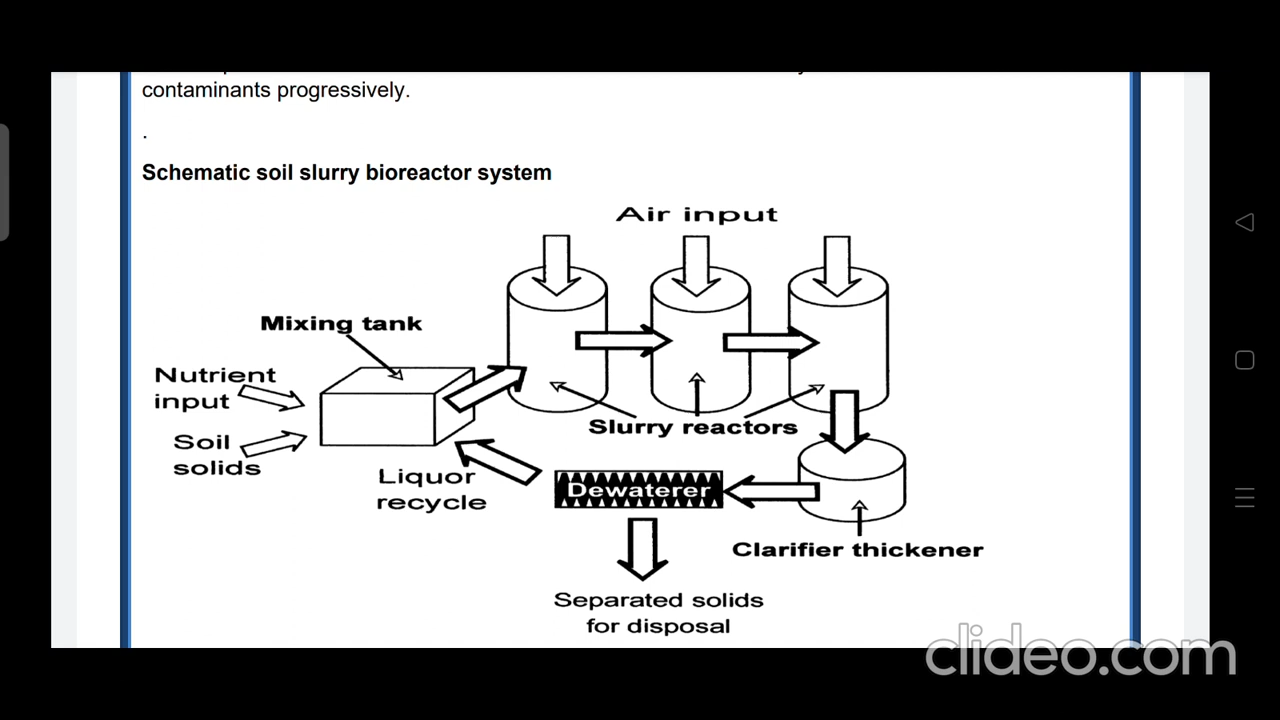 contaminants progressively.
.
Schematic soil slurry bioreactor system
Air input
Mixing tank
Nutrient
input
Soil
solids
Slurry reactors
Liquor
recycle
Dewaterer
Clarifier thickener
Separated solids
for disposal
clideo.com